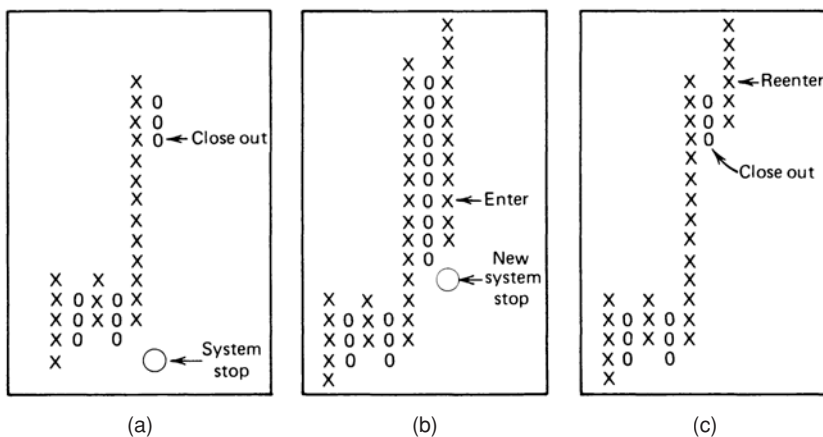 Close out
System
stop
(a)
Enter
New
system
stop
(b)
Reenter
Close out
(c)